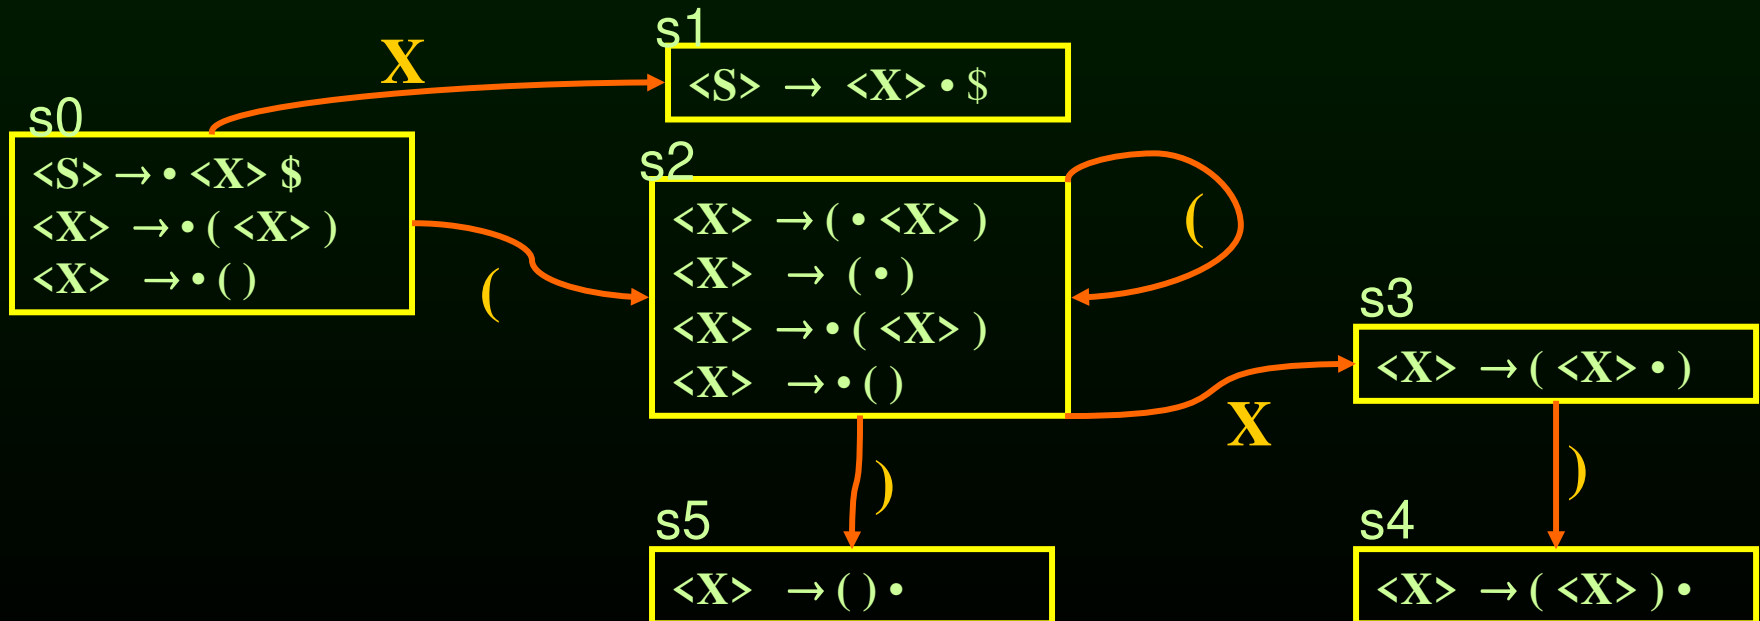 s0
<S> → • <X> $
<X> → • ( <X> )
<X> → • ( )
X
(
s1
<S> → <X> • $
s2
<X> → ( • <X> )
<X> → ( • )
<X> → • ( <X> )
<X> → • ( )
(
)
X
s3
<X> → ( <X> • )
)
s5
<X> → ( ) •
s4
<X> → ( <X> ) •